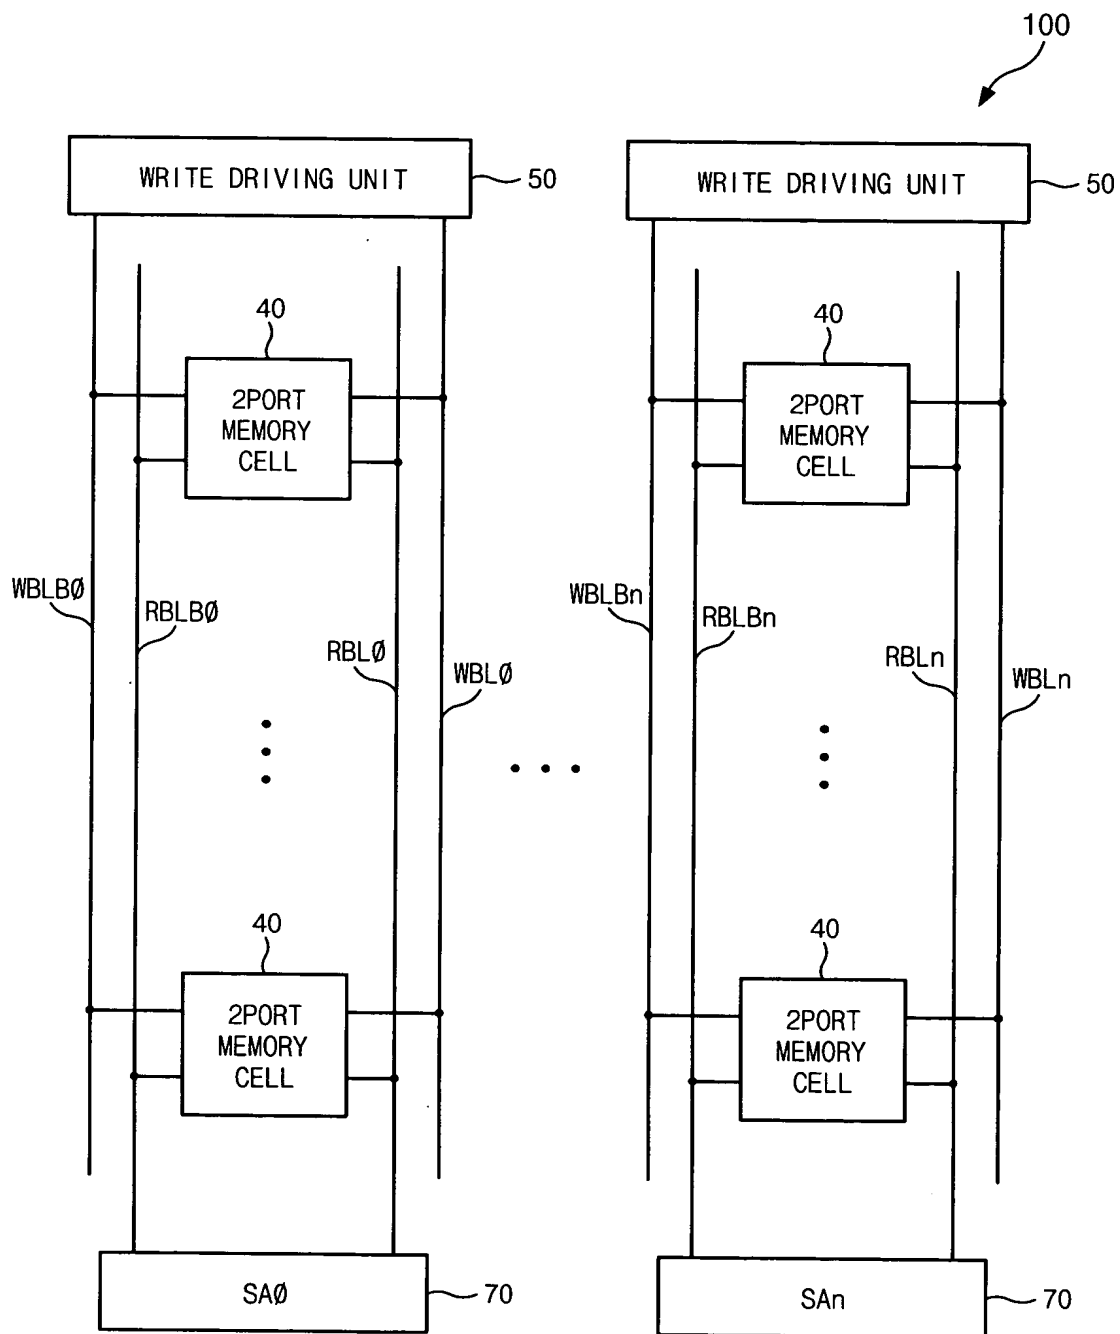 100
WRITE DRIVING UNIT
50
WRITE DRIVING UNIT
50
40
2PORT
MEMORY
CELL
40
2PORT
MEMORY
CELL
WBLBØ
RBLBØ
RBLØ
WBLØ
WBLBn
RBLBn
RBLn
WBLn
40
2PORT
MEMORY
CELL
40
2PORT
MEMORY
CELL
SAØ
70
SAn
70